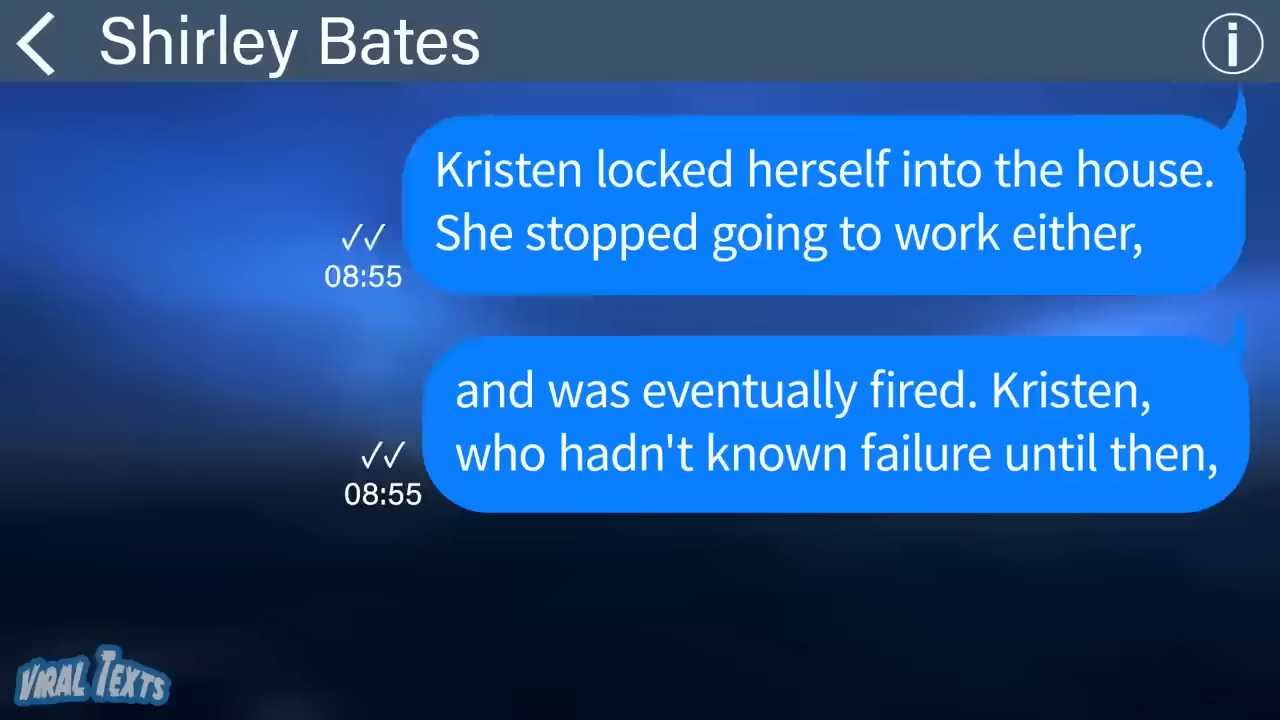 Shirley Bates
Kristen locked herself into the house.
She stopped going to work either,
✓✓
08:55
and was eventually fired. Kristen,
who hadn't known failure until then,
✓✓
08:55
VIRAL TEXTS